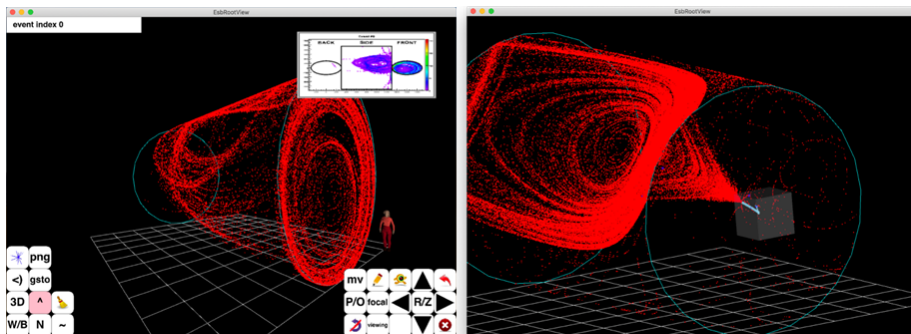 EsbRootView
event index 0
BACK SIDE FRONT
png
<) gsto
3D ^
W/B N ~
mv
P/O focal R/Z
viewing
EsbRootView